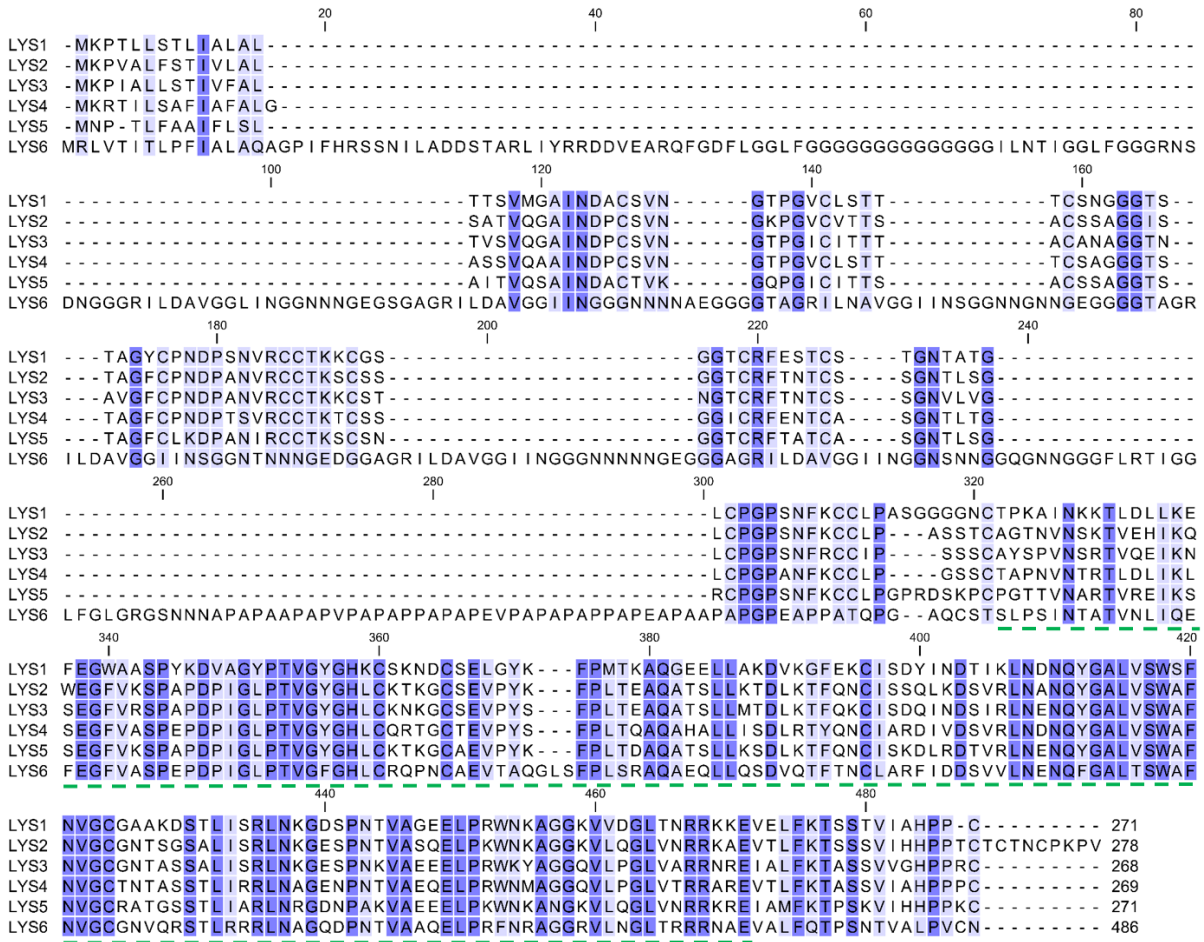 20 40 60 80
LYS1 -MKPTLLSTLIALAL---------------------------------------------------------------------
LYS2 -MKPVALFSTIVLAL---------------------------------------------------------------------
LYS3 -MKPIALLSTIVFAL---------------------------------------------------------------------
LYS4 -MKRTILSAFIAFALG--------------------------------------------------------------------
LYS5 -MNP-TLFAAIFLSL---------------------------------------------------------------------
LYS6 MRLVTITLPFIALAQAGPIFHRSSNILADDSTARLIYRRDDVEARQFGDFLGGLFGGGGGGGGGGGGGGGILNTIGGLFGGGRNS
100 120 140 160
LYS1 ------------------------------TTSVMGAINDACSVN------GTPGVCLSTT------------TCSNGGGTS--
LYS2 ------------------------------SATVQGAINDPCSVN------GKPGVCVTTS------------TCSSAGGIS--
LYS3 ------------------------------TVSVQGAINDPCSVN------GTPGICITTT------------ACANAGGTN--
LYS4 ------------------------------ASSVQAAINDPCSVN------GTPGVCLSTT------------TCSAGGGTS--
LYS5 ------------------------------AITVQSAINDACTVK------GQPGICITTS------------ACSSAGGTS--
LYS6 DNGGGRILDAVGGLINGGNNNGEGSGAGRILDAVGGIINGGGNNNNAEGGGGTAGRILNAVGGIINSGGNNGNNGEGGGGTAGR
180 200 220 240
LYS1 ---TAGYCPNDPSNVRCCTKKCGS-----------------------GGTCRFESTCS----TGNTATG---------------
LYS2 ---TAGFCPNDPANVRCCTKSCSS-----------------------GGTCRFTNTCS----SGNTLSG---------------
LYS3 ---AVGFCPNDPANVRCCTKKCST-----------------------NGTCRFTNTCS----SGNVLVG---------------
LYS4 ---TAGFCPNDPTSVRCCTKTCSS-----------------------GGICRFENTCA----SGNTLTG---------------
LYS5 ---TAGFCLKDPANIRCCTKSCSN-----------------------GGTCRFTATCA----SGNTLSG---------------
LYS6 ILDAVGGIINSGGNTNNNGEDGGAGRILDAVGGIINGGGNNNNNGEGGGAGRILDAVGGIINGGNSNNGGQGNNGGGFLRTIGG
260 280 300 320
LYS1 ------------------------------------------------LCPGPSNFKCCLPASGGGGNCTPKAINKKTLDLLKE
LYS2 ------------------------------------------------LCPGPSNFKCCLP---ASSTCAGTNVNSKTVEHIKQ
LYS3 ------------------------------------------------LCPGPSNFRCCIP----SSSCAYSPVNSRTVQEIKN
LYS4 ------------------------------------------------LCPGPANFKCCLP----GSSCTAPNVNTRTLDLIKL
LYS5 ------------------------------------------------RCPGPSNFKCCLPGPRDSKPCPGTTVNARTVREIKS
LYS6 LFGLGRGSNNNAPAPAPVPAPAPPAPAPEVPAPAPAPAPPAPEAPAAPAPGPEAPPATQPG--AQCSTSLPSINTATVNLIQE
340 360 380 400 420
LYS1 FEGWAASPYKDVAGYPTVGYGHKCSKNDCSELGYK---FPMTKAQGEELLAKDVKGFEKCISDYINDTIKLNDNQYGALVSWSF
LYS2 WEGFVKSPAPDPIGLPTVGYGHLCKTKGCSEVPYK---FPLTEAQATSLLKTDLKTFQNCISSQLKDSVRLNANQYGALVSWAF
LYS3 SEGFVRSPAPDPIGLPTVGYGHLCKNKGCSEVPYS---FPLTEAQATSLLMTDLKTFQKCISDQINDSIRLNENQYGALVSWAF
LYS4 SEGFVASPEPDPIGLPTVGYGHLCQRTGCTEVPYS---FPLTQAQAHALLISDLRTYQNCIARDIVDSVRLNDNQYGALVSWAF
LYS5 SEGFVKSPAPDPIGLPTVGYGHLCKTKGCAEVPYK---FPLTDAQATSLLKSDLKTFQNCISKDLRDTVRLNENQYGALVSWAF
LYS6 FEGFVASPEPDPIGLPTVGFGHLCRQPNCAEVTAQGLSFPLSRAQAEQLLQSDVQTFTNCLARFIDDSVVLNENQFGALTSWAF
440 460 480
LYS1 NVGCGAAKDSTLISRLNKGDSPNTVAGEELPRWNKAGGKVVDGLTNRRKKEVELFKTSSTVIAHPP-C--------- 271
LYS2 NVGCGNTSGSALISRLNKGESPNTVAGEELPRWNKAGGKVLQGLVNRRKAEVTLFKTSSSVIHHPPTCTCTNCPKPV 278
LYS3 NVGCGNTASSALISRLNKGESPNKVAEEELPRWKYAGGQVLPGLVARRNREIALFKTASVVGHPPRC--------- 268
LYS4 NVGCTNTASSTLIRRLNAGENPNTVAEQELPRWNMAGGQVLPGLVTRRAREVTLFKTASSVIAHPPPC--------- 269
LYS5 NVGCRATGSSTLIARLNRGDNPAKVAEEELPKWNKANGKVLQGLVNRRKREIAMFKTPSKVIHHPPKC--------- 271
LYS6 NVGCGNVQRSTLRRRLNAGQDPNTVAAQELPRFNRAGGRVLNGLTRRRNAEVALFQTPSNTVALPVCN--------- 486